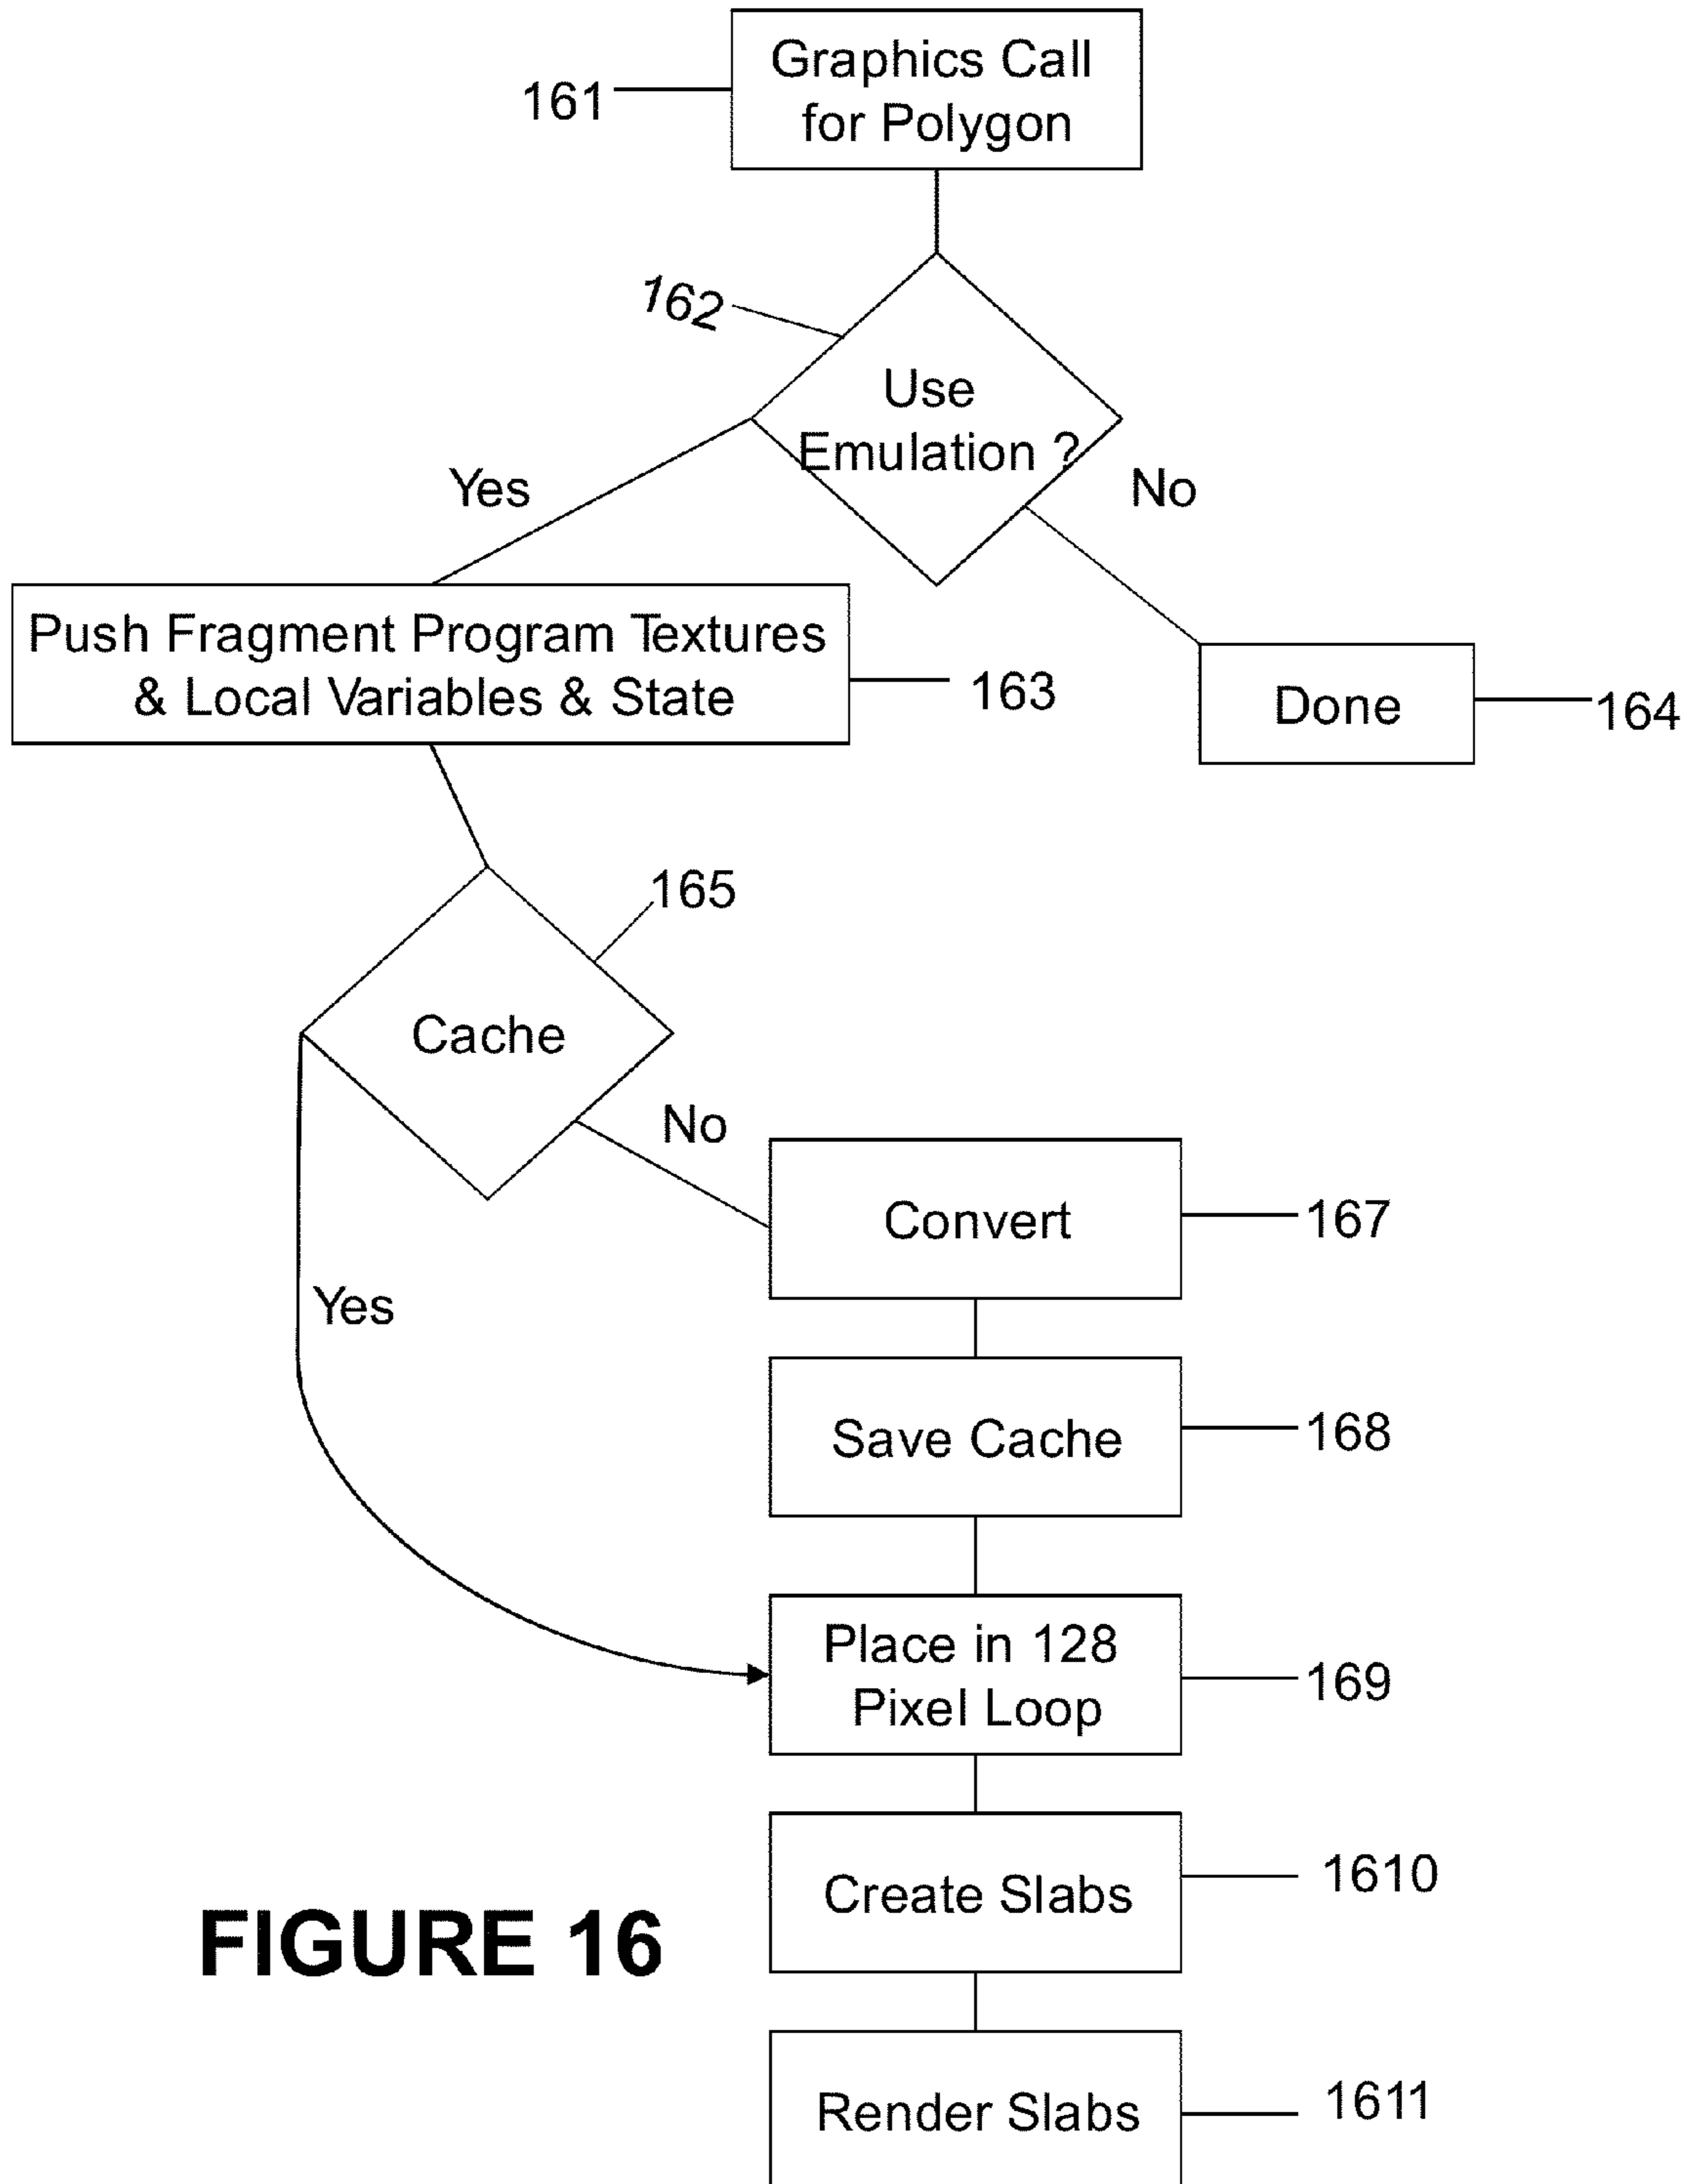 Graphics Call
for Polygon
161
162
Use
Emulation ?
Yes
No
Push Fragment Program Textures
& Local Variables & State
163
Done
164
165
Cache
No
Yes
Convert
167
Save Cache
168
Place in 128
Pixel Loop
169
Create Slabs
1610
FIGURE 16
Render Slabs
1611